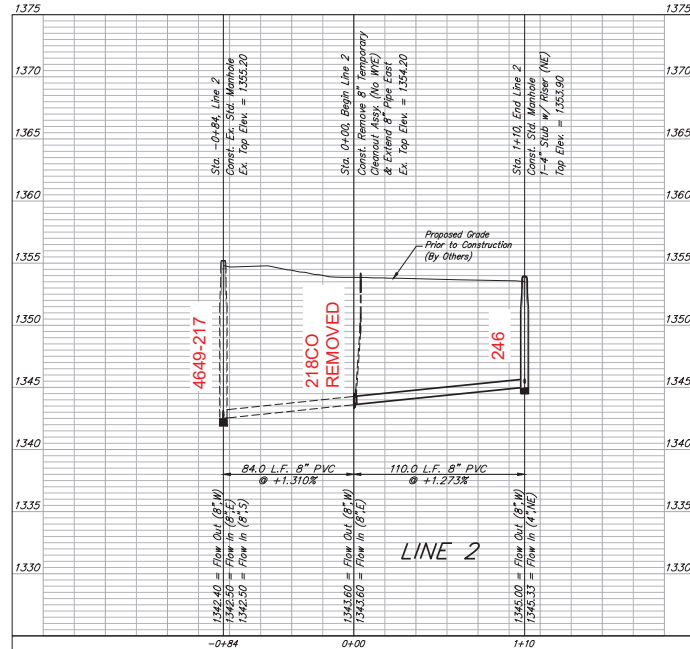 1375
1375
1370
1370
1365
1365
1360
1360
1355
1355
1350
1350
1345
1345
1340
1340
1335
1335
1330
1330
Sta. -0+84, Line 2
Const. Ex. Std. Manhole
Ex. Top Elev. = 1355.20
Sta. 0+00, Begin Line 2
Const. Remove 8" Temporary
Cleanout Assy. (No WYE)
& Extend 8" Pipe East
Ex. Top Elev. = 1354.20
Sta. 1+10, End Line 2
Const. Std. Manhole
1-4" Stub w/ Riser (NE)
Top Elev. = 1353.90
Proposed Grade
Prior to Construction
(By Others)
4649-217
218CO
REMOVED
246
84.0 L.F. 8" PVC
@ +1.310%
110.0 L.F. 8" PVC
@ +1.273%
1342.40 = Flow Out (8",W)
1342.50 = Flow In (8",E)
1342.50 = Flow In (8",S)
1343.60 = Flow Out (8",W)
1343.60 = Flow In (8",E)
LINE 2
1345.00 = Flow Out (8",W)
1345.33 = Flow In (4",NE)
-0+84
0+00
1+10